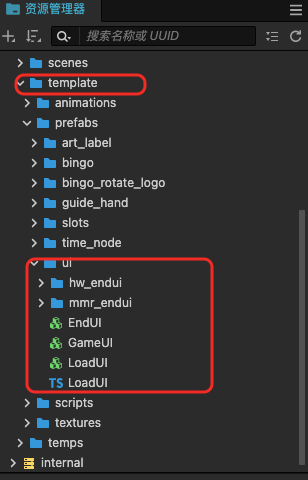 资源管理器
搜索名称或 UUID
scenes
template
animations
prefabs
art_label
bingo
bingo_rotate_logo
guide_hand
slots
time_node
ui
hw_endui
mmr_endui
EndUI
GameUI
LoadUI
TS LoadUI
scripts
textures
temps
internal